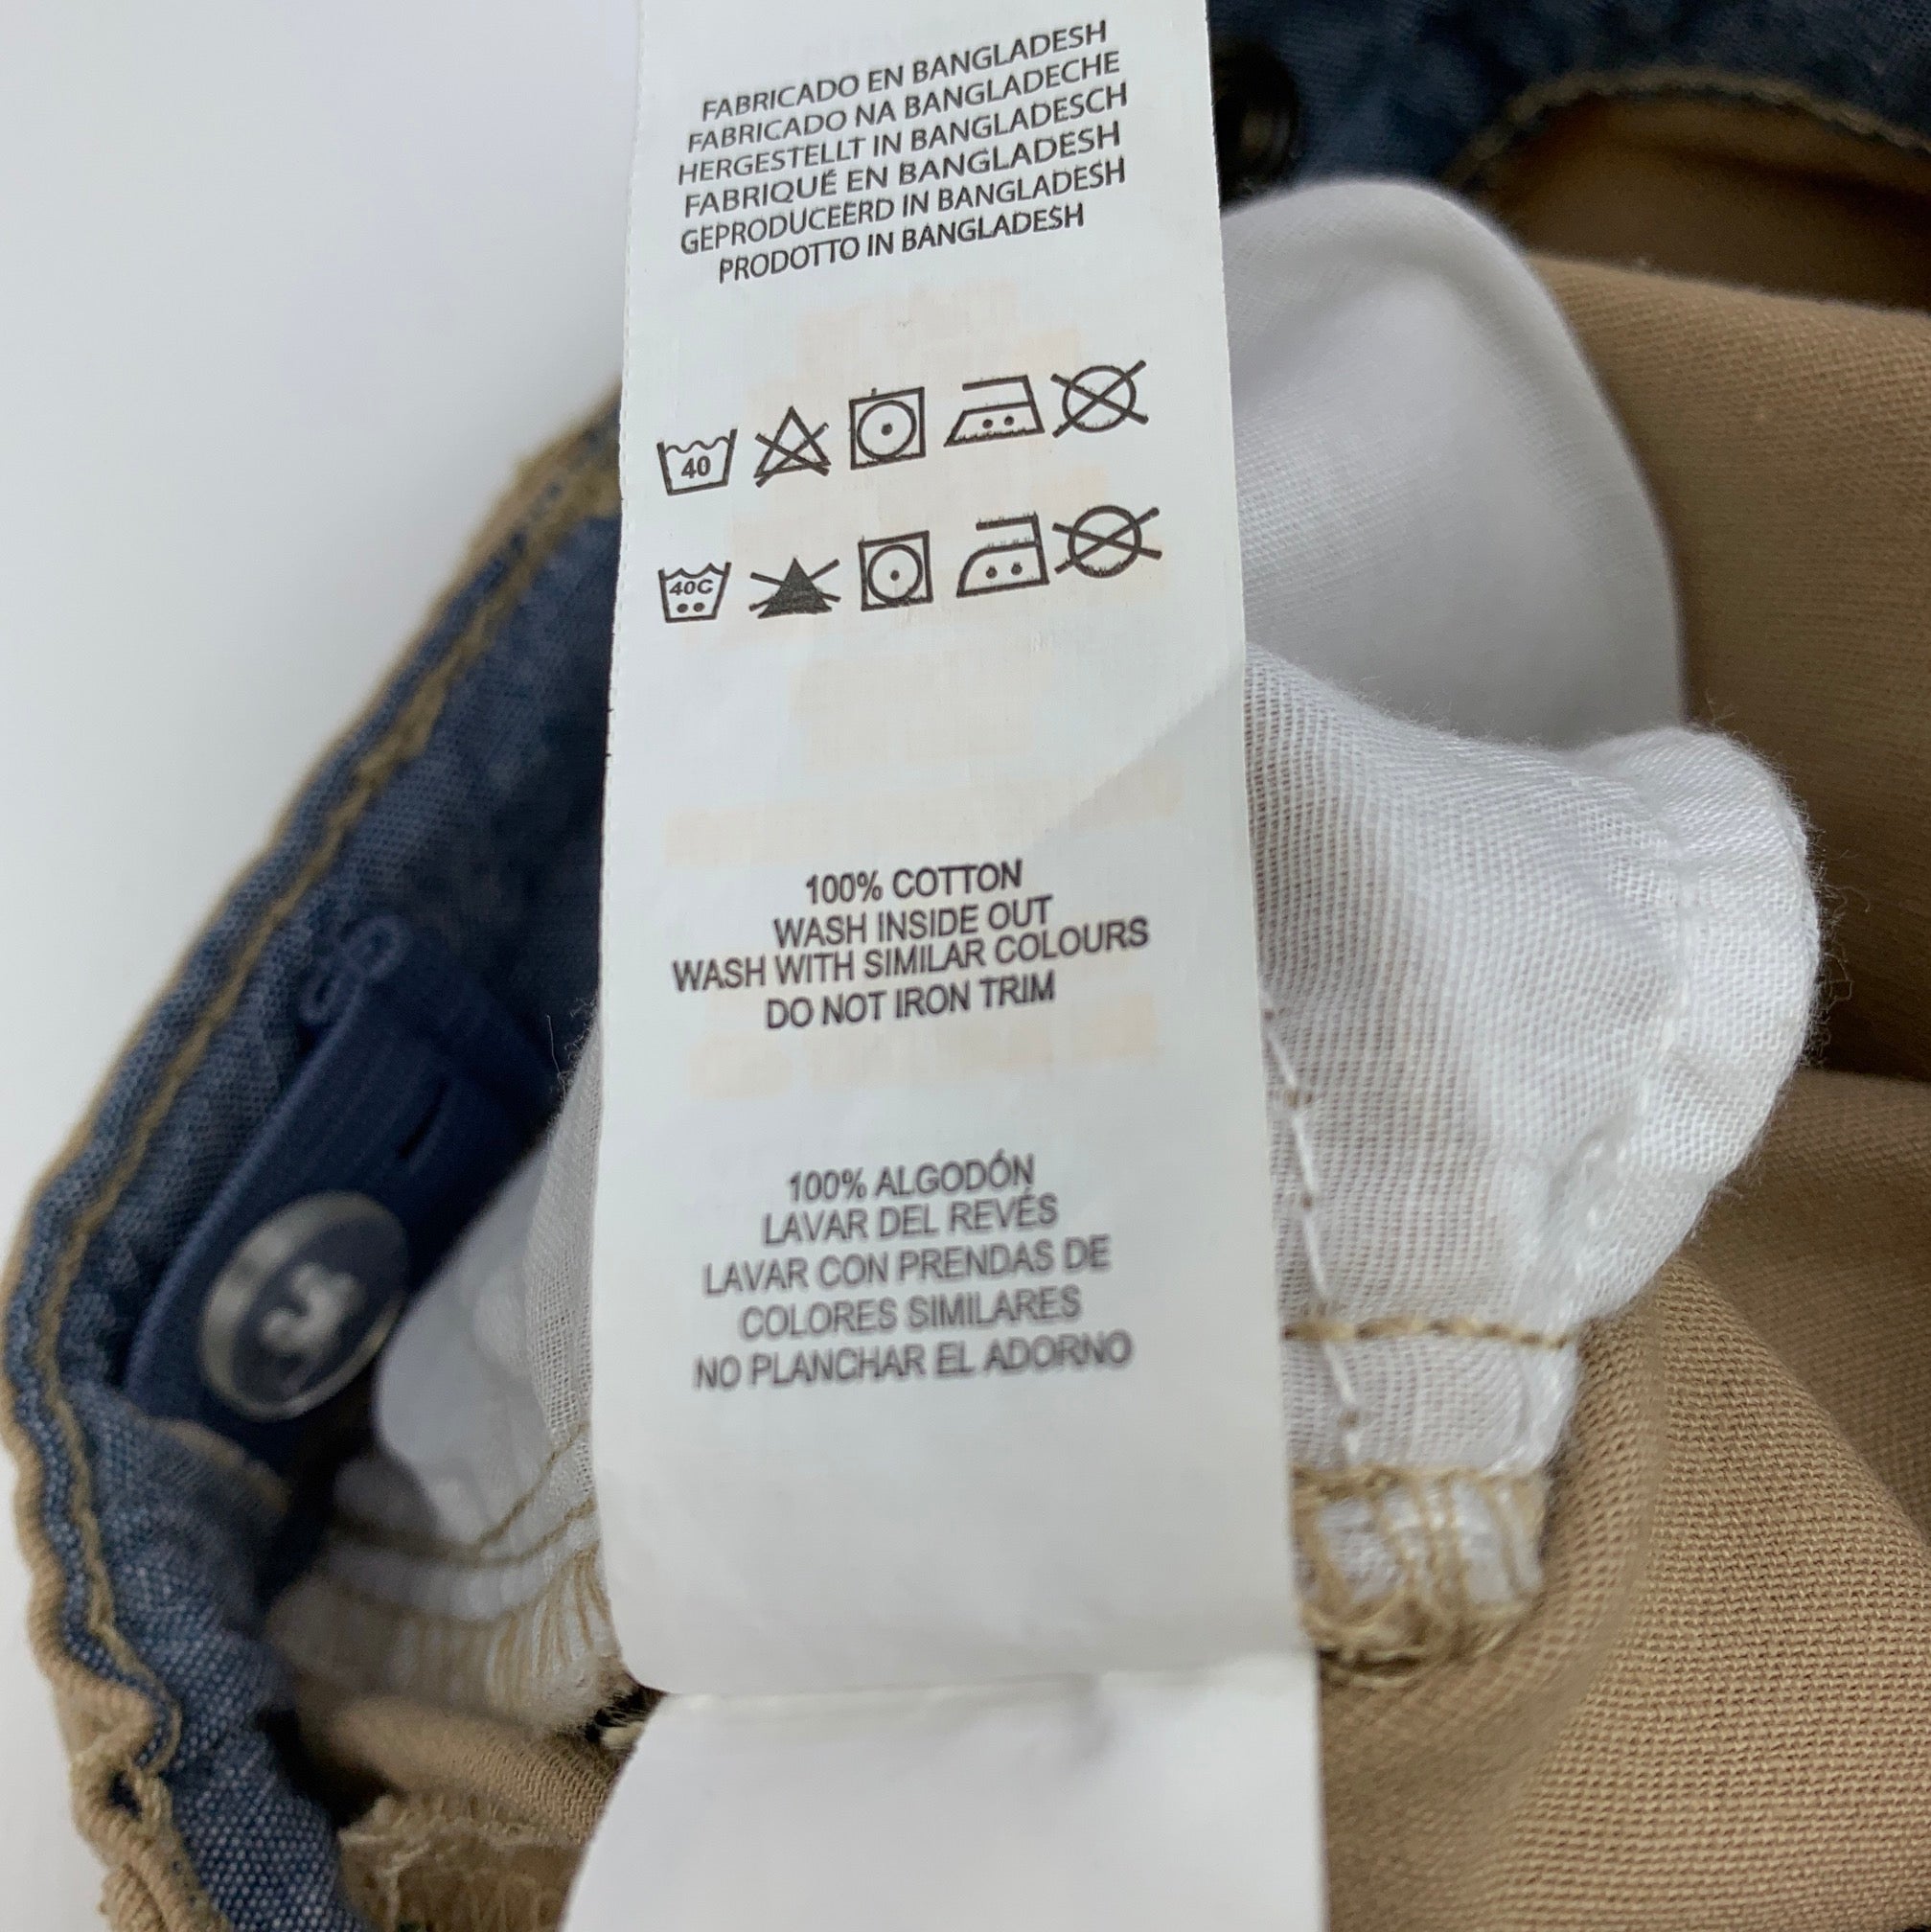 FABRICADO EN BANGLADESH
FABRICADO NA BANGLADECHE
HERGESTELLT IN BANGLADESCH
FABRIQUÉ EN BANGLADESH
GEPRODUCEERD IN BANGLADESH
PRODOTTO IN BANGLADESH
40
40C
100% COTTON
WASH INSIDE OUT
WASH WITH SIMILAR COLOURS
DO NOT IRON TRIM
100% ALGODÓN
LAVAR DEL REVÉS
LAVAR CON PRENDAS DE
COLORES SIMILARES
NO PLANCHAR EL ADORNO